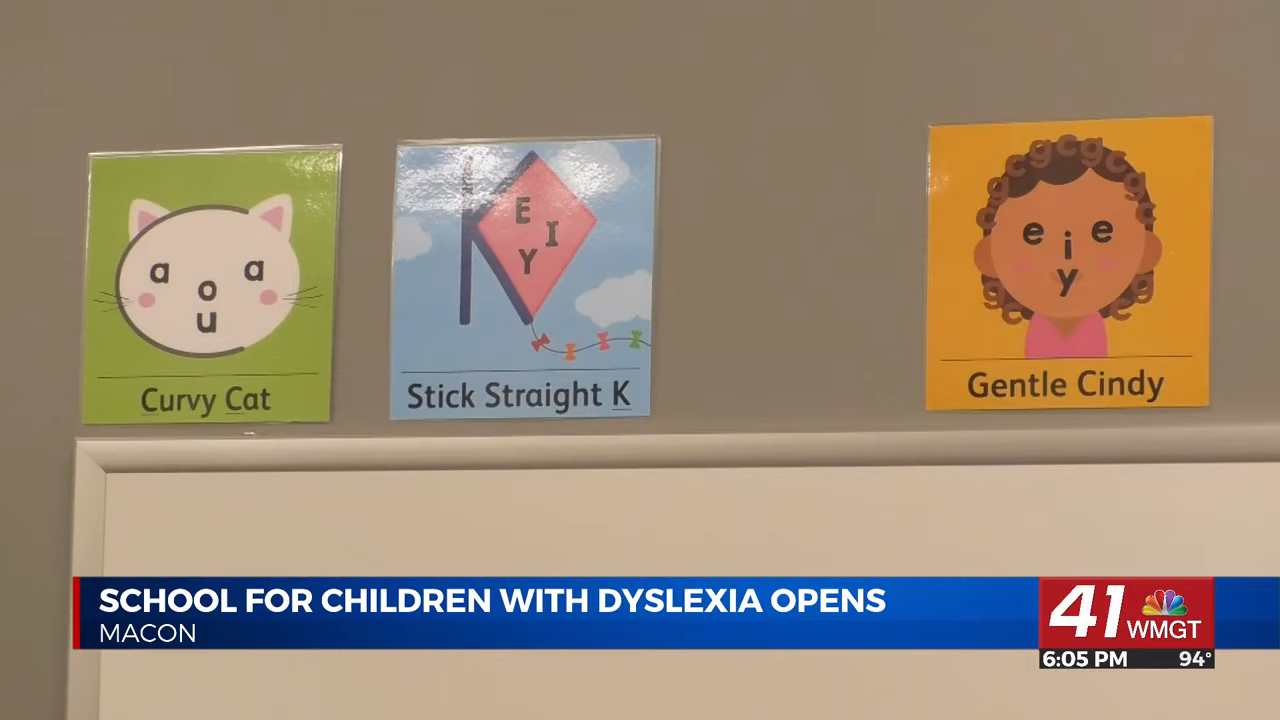 a a
o
u
Curvy Cat
K
E
I
Y
Stick Straight K
e i e
y
Gentle Cindy
SCHOOL FOR CHILDREN WITH DYSLEXIA OPENS
MACON
41
WMGT
6:05 PM 94°